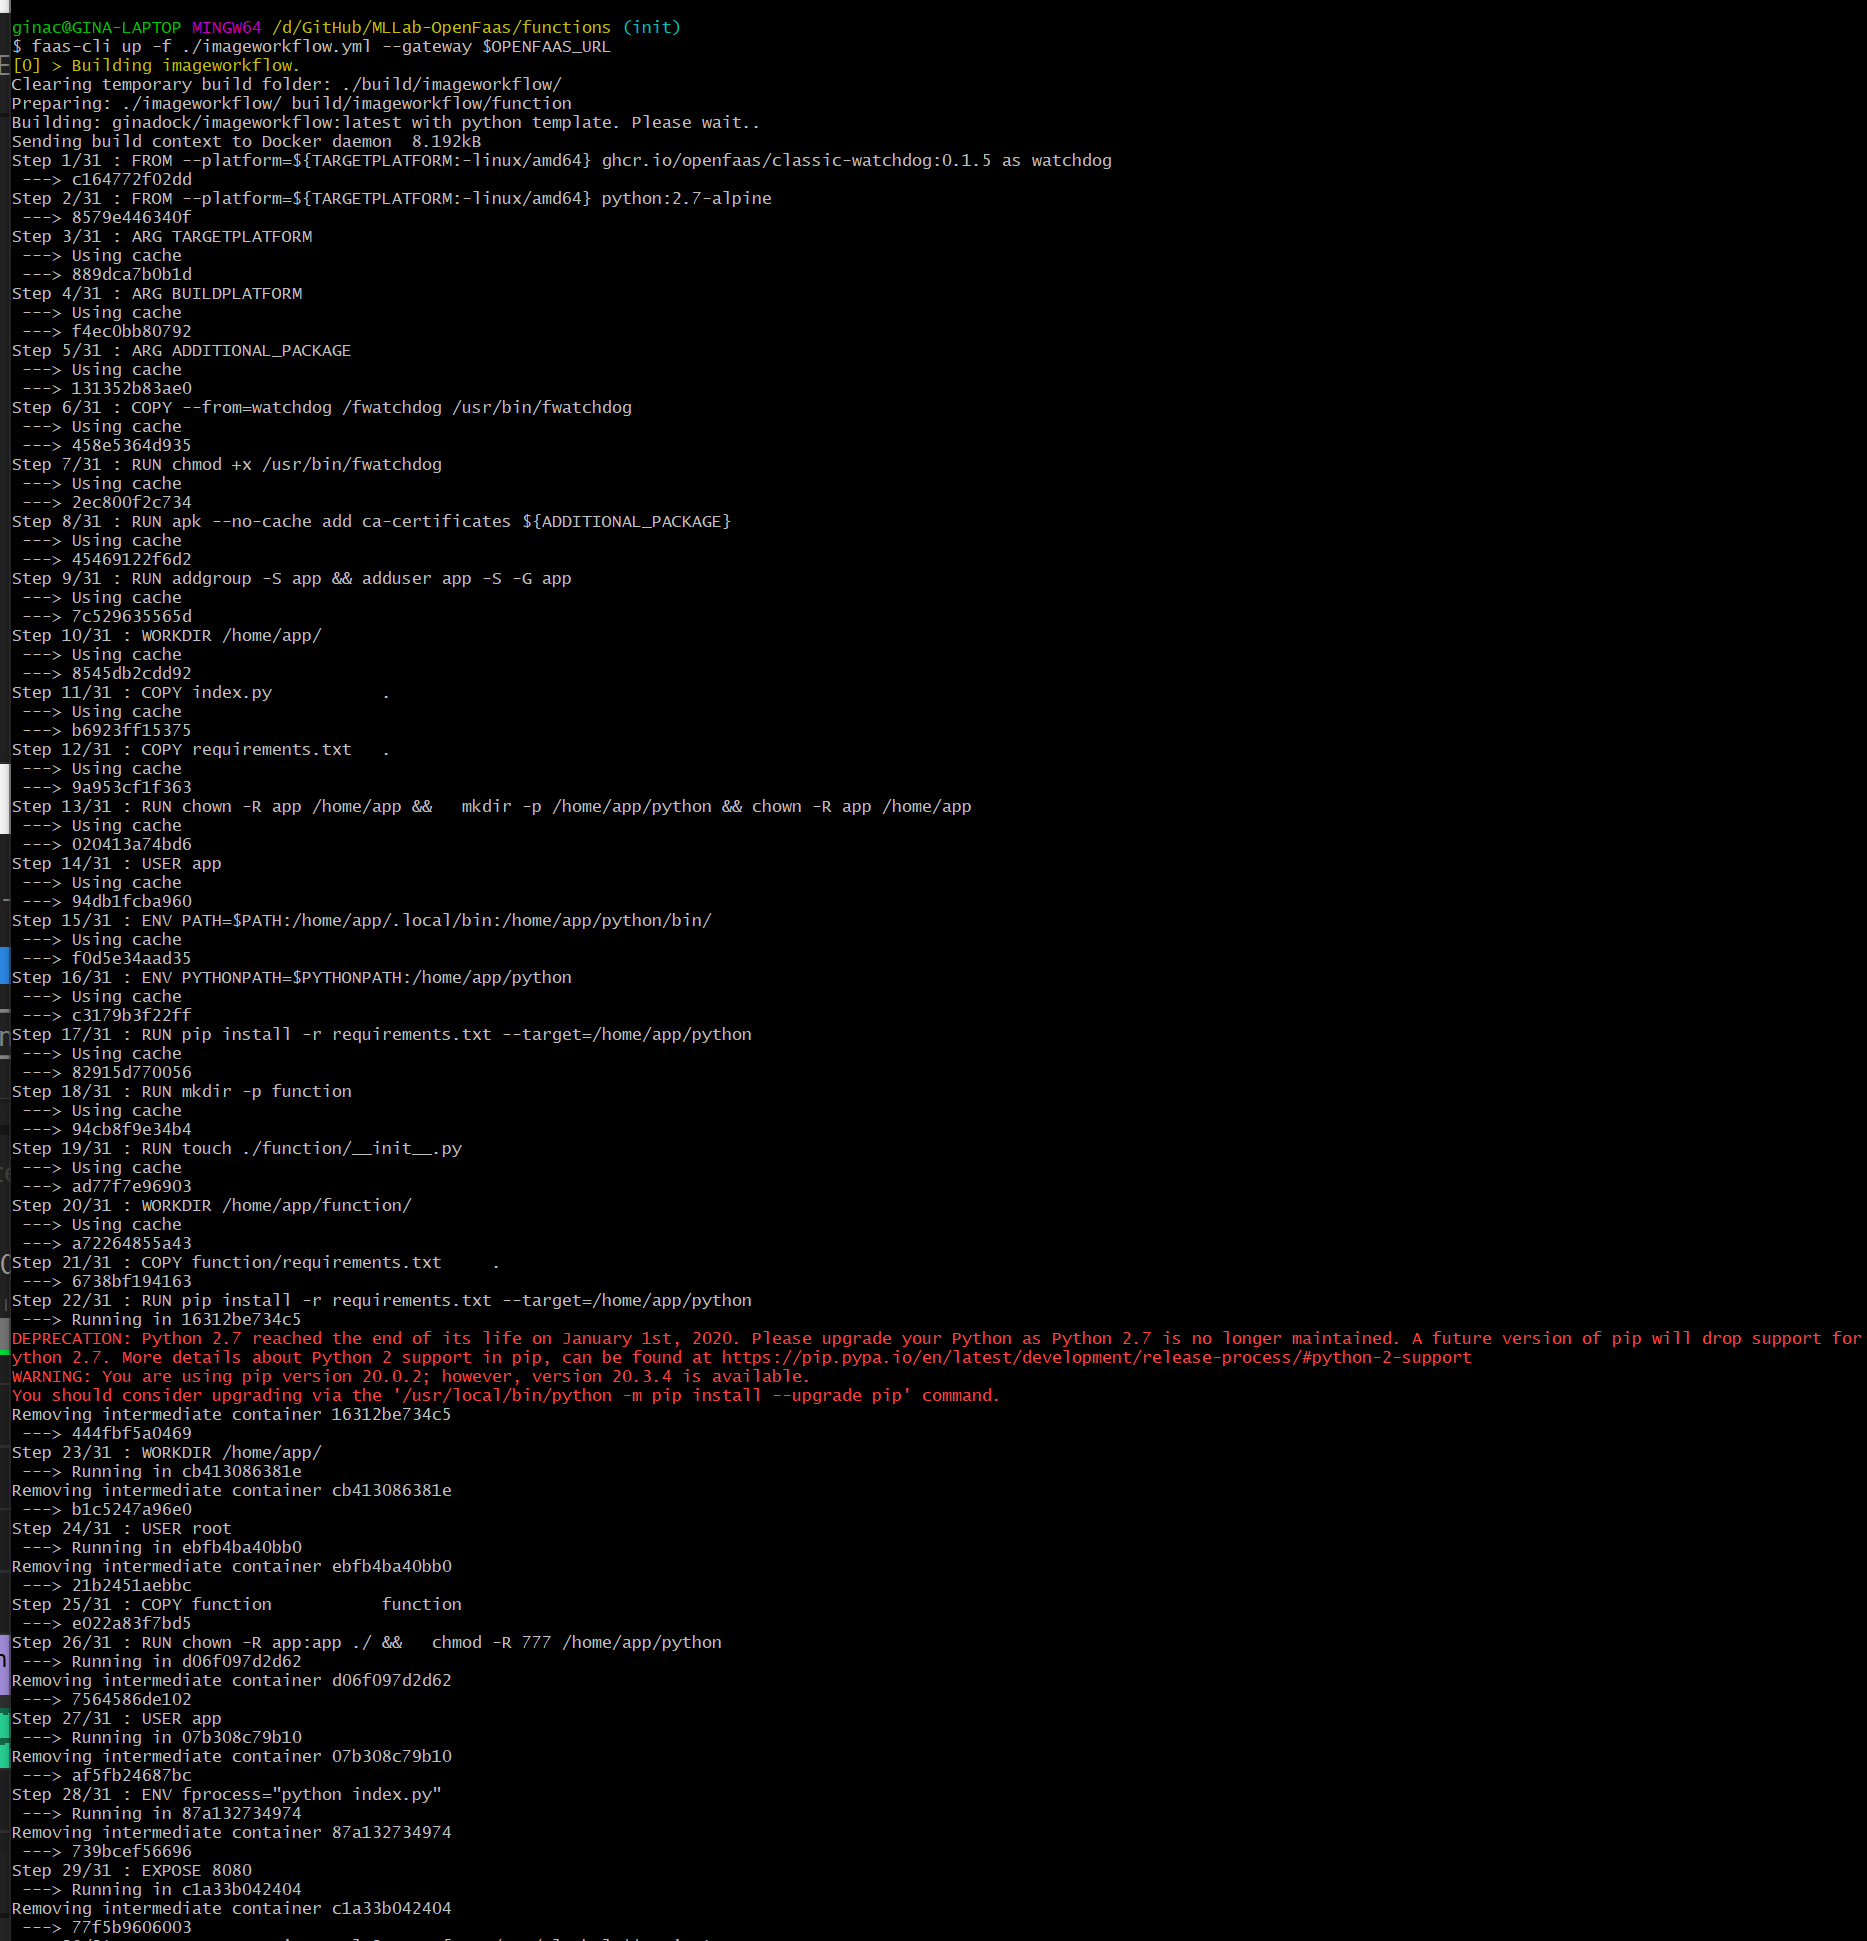 ginac@GINA-LAPTOP MINGW64 /d/GitHub/MLLab-OpenFaas/functions (init)
$ faas-cli up -f ./imageworkflow.yml --gateway $OPENFAAS_URL
[0] > Building imageworkflow.
Clearing temporary build folder: ./build/imageworkflow/
Preparing: ./imageworkflow/ build/imageworkflow/function
Building: ginadock/imageworkflow:latest with python template. Please wait..
Sending build context to Docker daemon  8.192kB
Step 1/31 : FROM --platform=${TARGETPLATFORM:-linux/amd64} ghcr.io/openfaas/classic-watchdog:0.1.5 as watchdog
 ---> c164772f02dd
Step 2/31 : FROM --platform=${TARGETPLATFORM:-linux/amd64} python:2.7-alpine
 ---> 8579e446340f
Step 3/31 : ARG TARGETPLATFORM
 ---> Using cache
 ---> 889dca7b0b1d
Step 4/31 : ARG BUILDPLATFORM
 ---> Using cache
 ---> f4ec0bb80792
Step 5/31 : ARG ADDITIONAL_PACKAGE
 ---> Using cache
 ---> 131352b83ae0
Step 6/31 : COPY --from=watchdog /fwatchdog /usr/bin/fwatchdog
 ---> Using cache
 ---> 458e5364d935
Step 7/31 : RUN chmod +x /usr/bin/fwatchdog
 ---> Using cache
 ---> 2ec800f2c734
Step 8/31 : RUN apk --no-cache add ca-certificates ${ADDITIONAL_PACKAGE}
 ---> Using cache
 ---> 45469122f6d2
Step 9/31 : RUN addgroup -S app && adduser app -S -G app
 ---> Using cache
 ---> 7c529635565d
Step 10/31 : WORKDIR /home/app/
 ---> Using cache
 ---> 8545db2cdd92
Step 11/31 : COPY index.py           .
 ---> Using cache
 ---> b6923ff15375
Step 12/31 : COPY requirements.txt   .
 ---> Using cache
 ---> 9a953cf1f363
Step 13/31 : RUN chown -R app /home/app &&   mkdir -p /home/app/python && chown -R app /home/app
 ---> Using cache
 ---> 020413a74bd6
Step 14/31 : USER app
 ---> Using cache
 ---> 94db1fcba960
Step 15/31 : ENV PATH=$PATH:/home/app/.local/bin:/home/app/python/bin/
 ---> Using cache
 ---> f0d5e34aad35
Step 16/31 : ENV PYTHONPATH=$PYTHONPATH:/home/app/python
 ---> Using cache
 ---> c3179b3f22ff
Step 17/31 : RUN pip install -r requirements.txt --target=/home/app/python
 ---> Using cache
 ---> 82915d770056
Step 18/31 : RUN mkdir -p function
 ---> Using cache
 ---> 94cb8f9e34b4
Step 19/31 : RUN touch ./function/__init__.py
 ---> Using cache
 ---> ad77f7e96903
Step 20/31 : WORKDIR /home/app/function/
 ---> Using cache
 ---> a72264855a43
Step 21/31 : COPY function/requirements.txt     .
 ---> 6738bf194163
Step 22/31 : RUN pip install -r requirements.txt --target=/home/app/python
 ---> Running in 16312be734c5
DEPRECATION: Python 2.7 reached the end of its life on January 1st, 2020. Please upgrade your Python as Python 2.7 is no longer maintained. A future version of pip will drop support for
ython 2.7. More details about Python 2 support in pip, can be found at https://pip.pypa.io/en/latest/development/release-process/#python-2-support
WARNING: You are using pip version 20.0.2; however, version 20.3.4 is available.
You should consider upgrading via the '/usr/local/bin/python -m pip install --upgrade pip' command.
Removing intermediate container 16312be734c5
 ---> 444fbf5a0469
Step 23/31 : WORKDIR /home/app/
 ---> Running in cb413086381e
Removing intermediate container cb413086381e
 ---> b1c5247a96e0
Step 24/31 : USER root
 ---> Running in ebfb4ba40bb0
Removing intermediate container ebfb4ba40bb0
 ---> 21b2451aebbc
Step 25/31 : COPY function           function
 ---> e022a83f7bd5
Step 26/31 : RUN chown -R app:app ./ &&   chmod -R 777 /home/app/python
 ---> Running in d06f097d2d62
Removing intermediate container d06f097d2d62
 ---> 7564586de102
Step 27/31 : USER app
 ---> Running in 07b308c79b10
Removing intermediate container 07b308c79b10
 ---> af5fb24687bc
Step 28/31 : ENV fprocess="python index.py"
 ---> Running in 87a132734974
Removing intermediate container 87a132734974
 ---> 739bcef56696
Step 29/31 : EXPOSE 8080
 ---> Running in c1a33b042404
Removing intermediate container c1a33b042404
 ---> 77f5b9606003